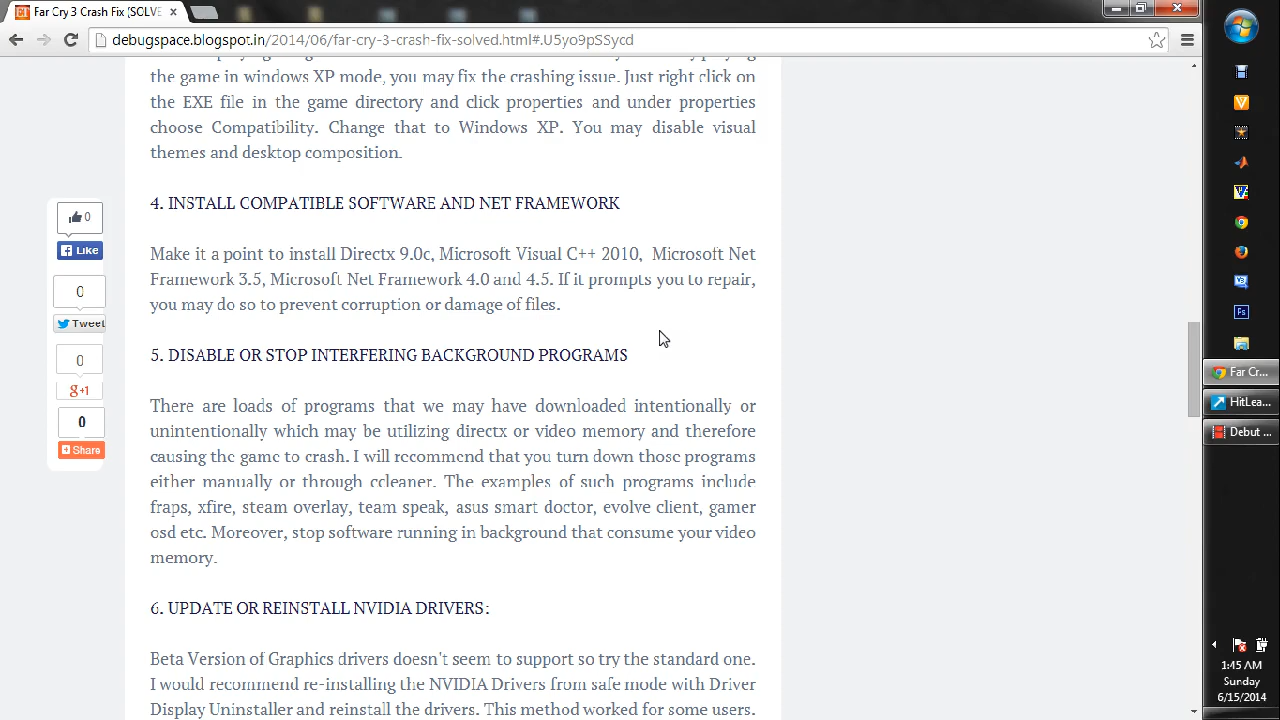 Far Cry 3 Crash Fix (SOLVE
debugspace.blogspot.in/2014/06/far-cry-3-crash-fix-solver.html#.U5yo9pSSycd
the game in windows XP mode, you may fix the crashing issue. Just right click on
the EXE file in the game directory and click properties and under properties
choose Compatibility. Change that to Windows XP. You may disable visual
themes and desktop composition.
4. INSTALL COMPATIBLE SOFTWARE AND NET FRAMEWORK
Make it a point to install Directx 9.0c, Microsoft Visual C++ 2010, Microsoft Net
Framework 3.5, Microsoft Net Framework 4.0 and 4.5. If it prompts you to repair,
you may do so to prevent corruption or damage of files.
5. DISABLE OR STOP INTERFERING BACKGROUND PROGRAMS
There are loads of programs that we may have downloaded intentionally or
unintentionally which may be utilizing directx or video memory and therefore
causing the game to crash. I will recommend that you turn down those programs
either manually or through ccleaner. The examples of such programs include
fraps, xfire, steam overlay, team speak, asus smart doctor, evolve client, gamer
osd etc. Moreover, stop software running in background that consume your video
memory.
6. UPDATE OR REINSTALL NVIDIA DRIVERS:
Beta Version of Graphics drivers doesn't seem to support so try the standard one.
I would recommend re-installing the NVIDIA Drivers from safe mode with Driver
Display Uninstaller and reinstall the drivers. This method worked for some users.
0
Like
0
Tweet
0
g+1
0
Share
Ps
Far Cr...
HitLea...
Debut ...
1:45 AM
Sunday
6/15/2014